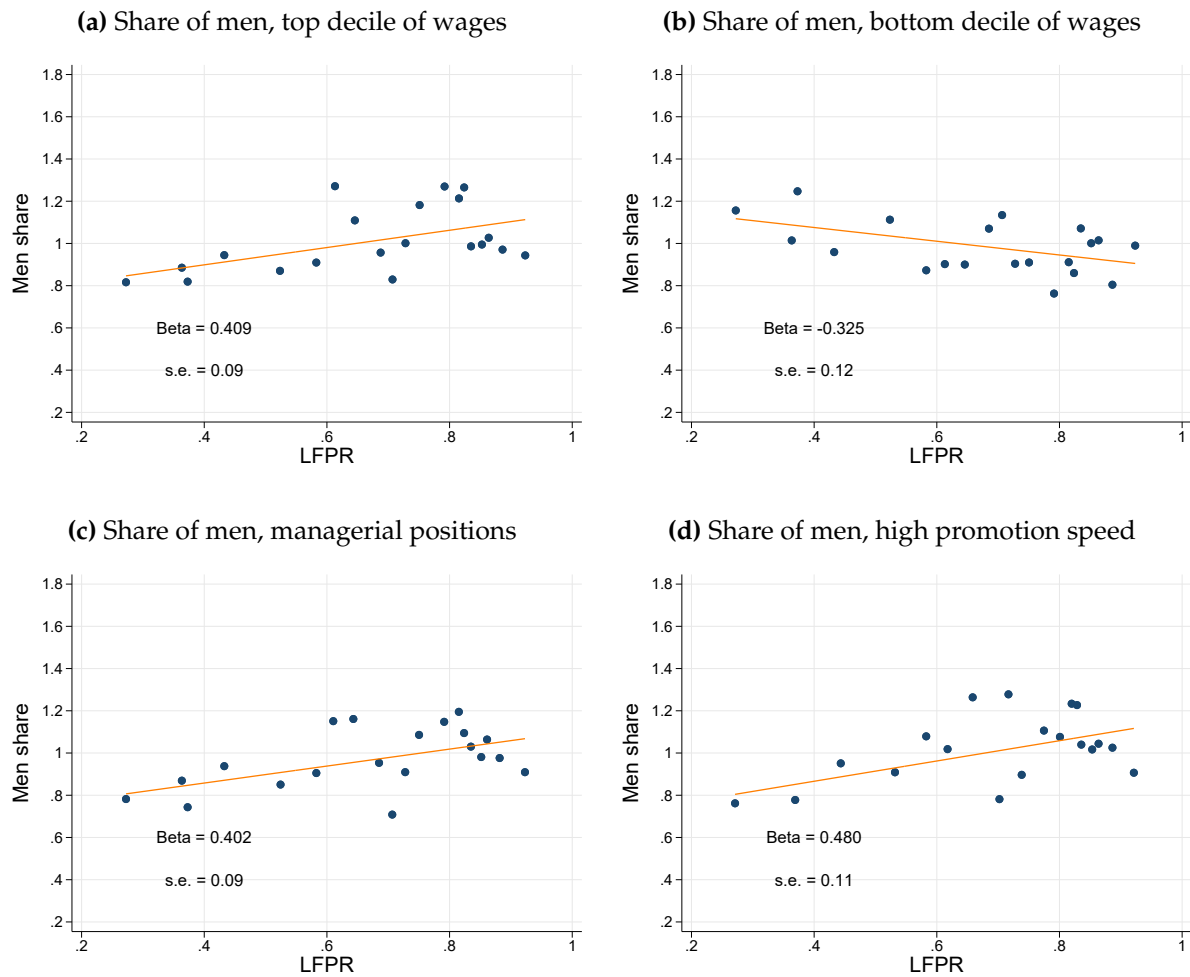 (a) Share of men, top decile of wages
Men share
1.8
1.6
1.4
1.2
1
.8
.6
.4
.2
Beta = 0.409
s.e. = 0.09
.2 .4 .6 .8 1
LFPR
(b) Share of men, bottom decile of wages
Men share
1.8
1.6
1.4
1.2
1
.8
.6
.4
.2
Beta = -0.325
s.e. = 0.12
.2 .4 .6 .8 1
LFPR
(c) Share of men, managerial positions
Men share
1.8
1.6
1.4
1.2
1
.8
.6
.4
.2
Beta = 0.402
s.e. = 0.09
.2 .4 .6 .8 1
LFPR
(d) Share of men, high promotion speed
Men share
1.8
1.6
1.4
1.2
1
.8
.6
.4
.2
Beta = 0.480
s.e. = 0.11
.2 .4 .6 .8 1
LFPR